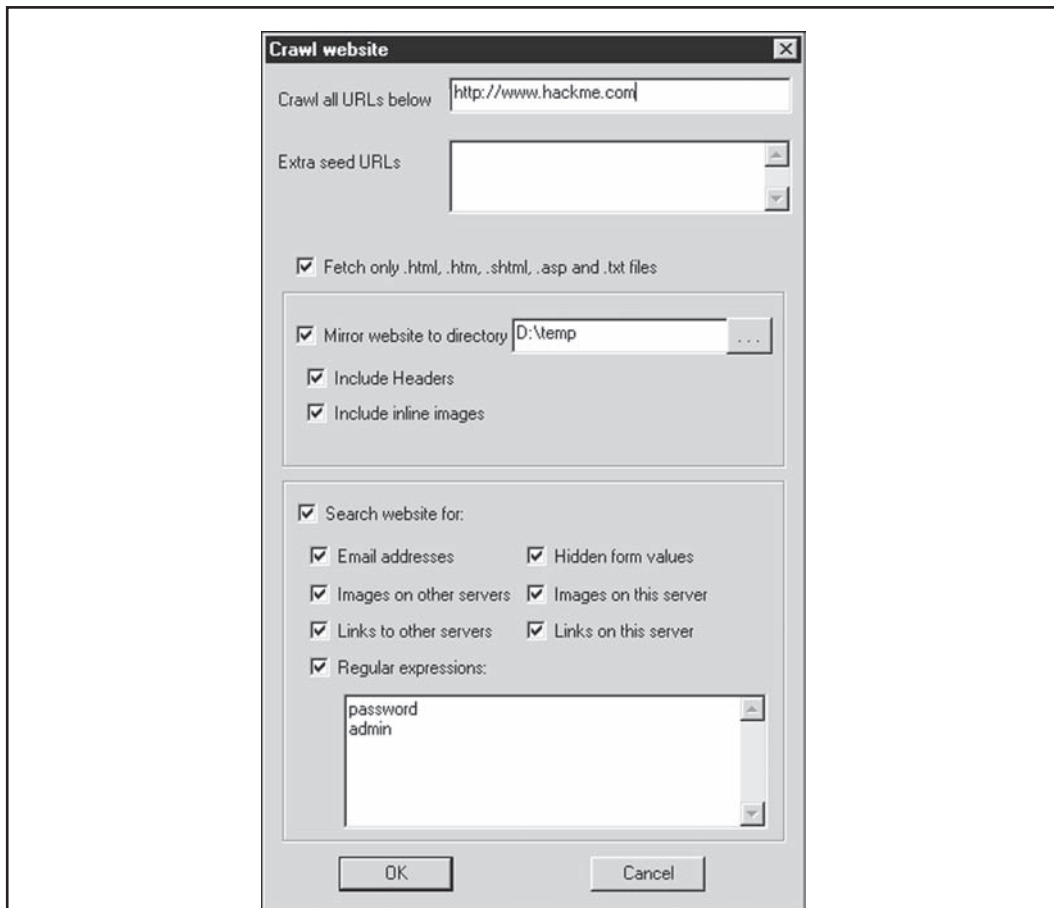 Crawl website
Crawl all URLs below http://www.hackme.com
Extra seed URLs
Fetch only .html, .htm, .shtml, .asp and .txt files
Mirror website to directory D:\temp ...
Include Headers
Include inline images
Search website for:
Email addresses Hidden form values
Images on other servers Images on this server
Links to other servers Links on this server
Regular expressions:
password
admin
OK Cancel